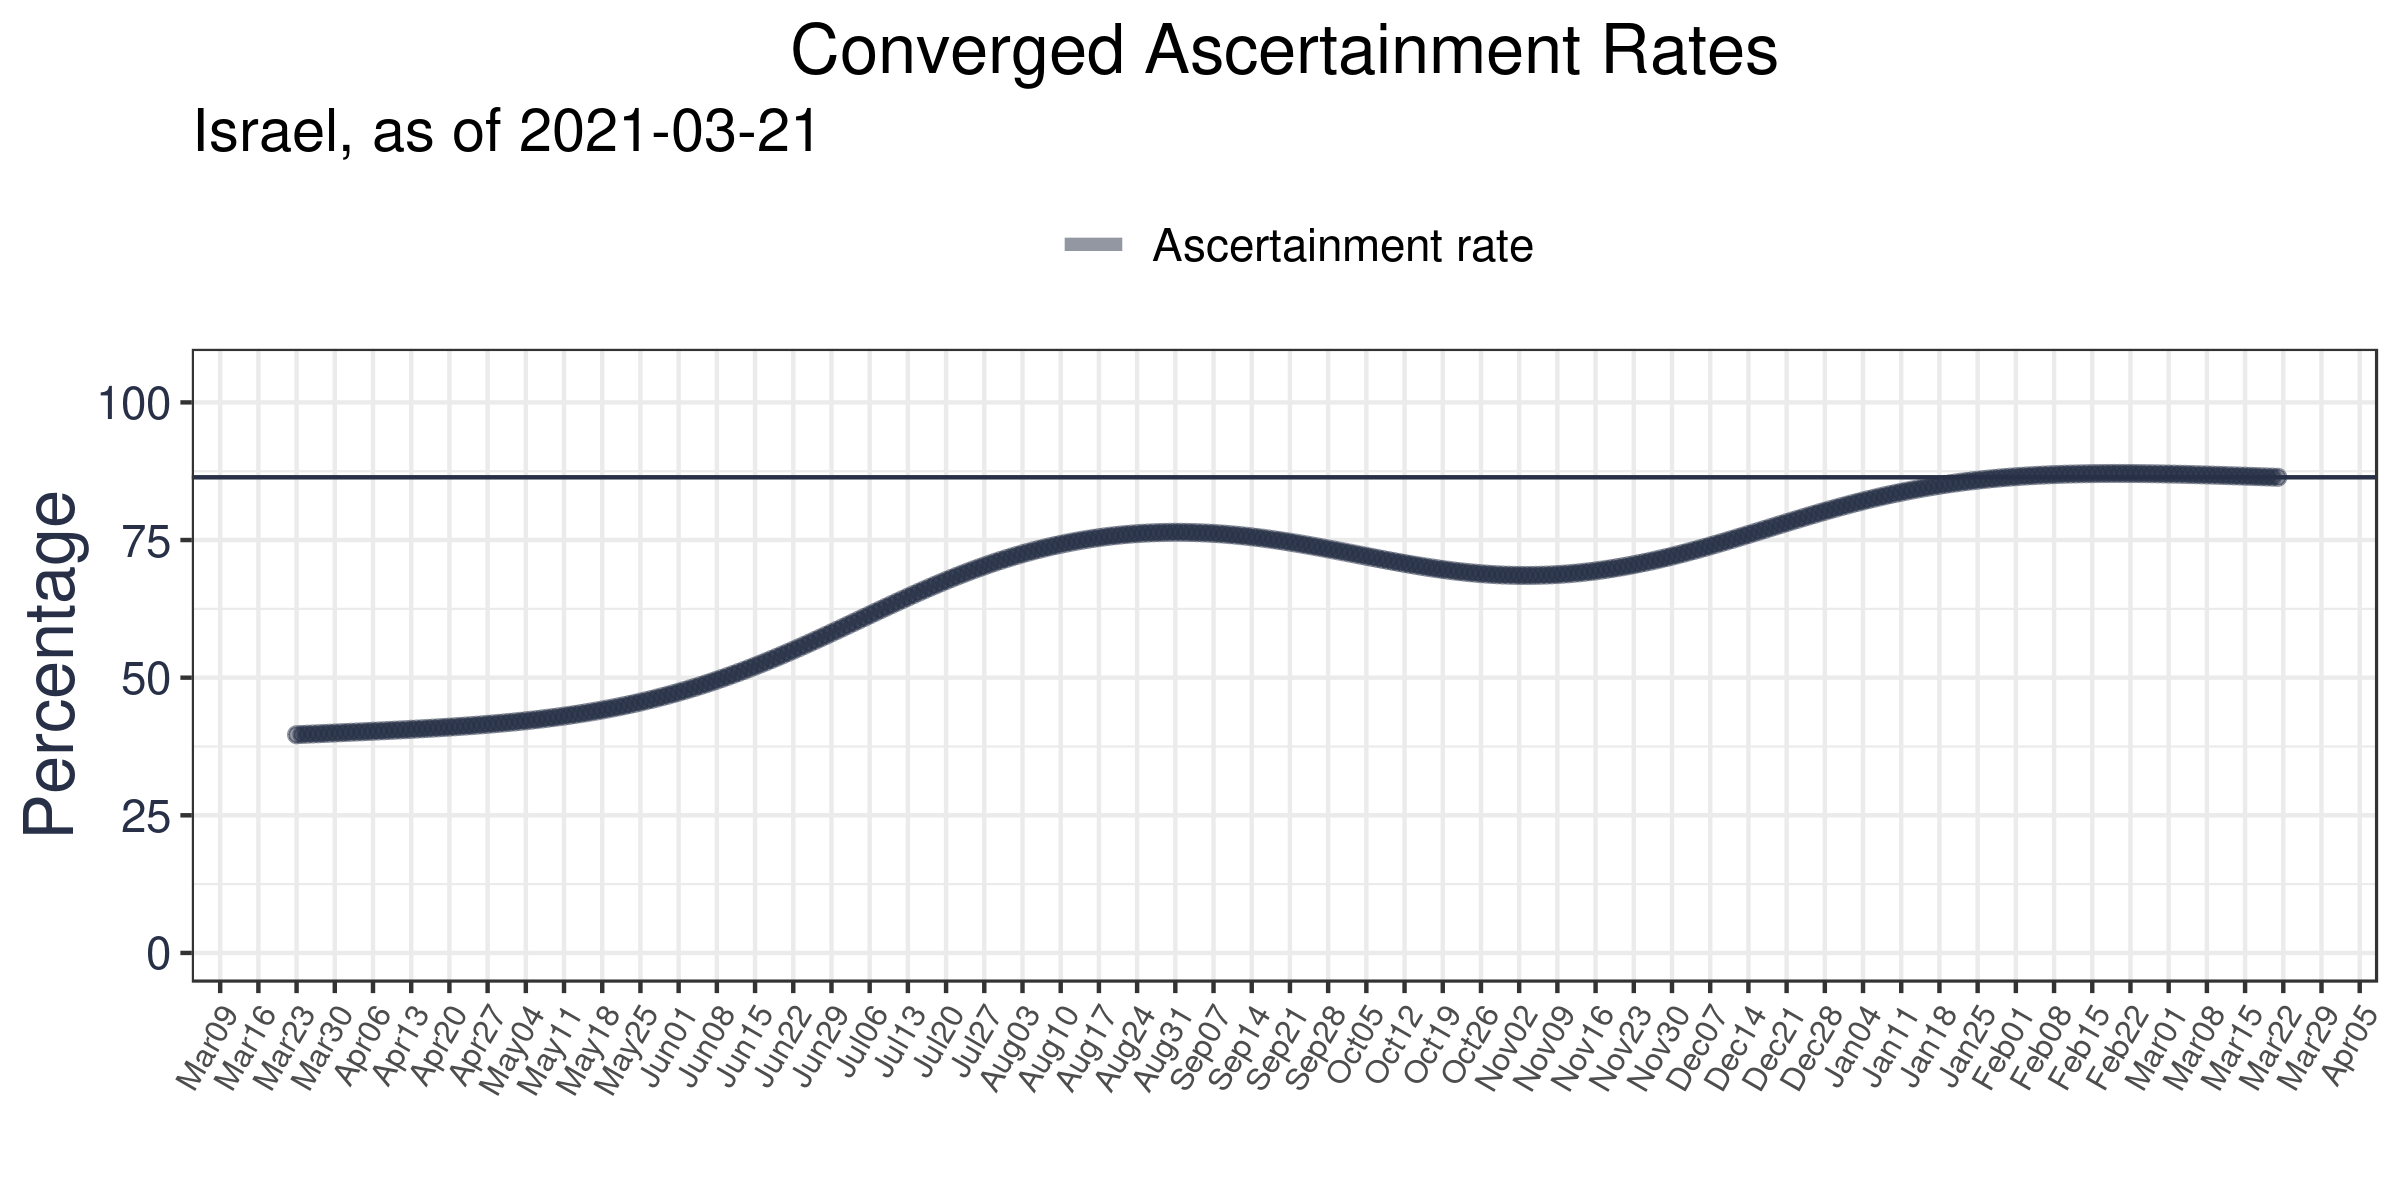 Converged Ascertainment Rates
Israel, as of 2021-03-21
Ascertainment rate
Percentage
100
75
50
25
0
Mar09 Mar16 Mar23 Mar30 Apr06 Apr13 Apr20 Apr27 May04 May11 May18 May25 Jun01 Jun08 Jun15 Jun22 Jun29 Jul06 Jul13 Jul20 Jul27 Aug03 Aug10 Aug17 Aug24 Aug31 Sep07 Sep14 Sep21 Sep28 Oct05 Oct12 Oct19 Oct26 Nov02 Nov09 Nov16 Nov23 Nov30 Dec07 Dec14 Dec21 Dec28 Jan04 Jan11 Jan18 Jan25 Feb01 Feb08 Feb15 Feb22 Mar01 Mar08 Mar15 Mar22 Mar29 Apr05